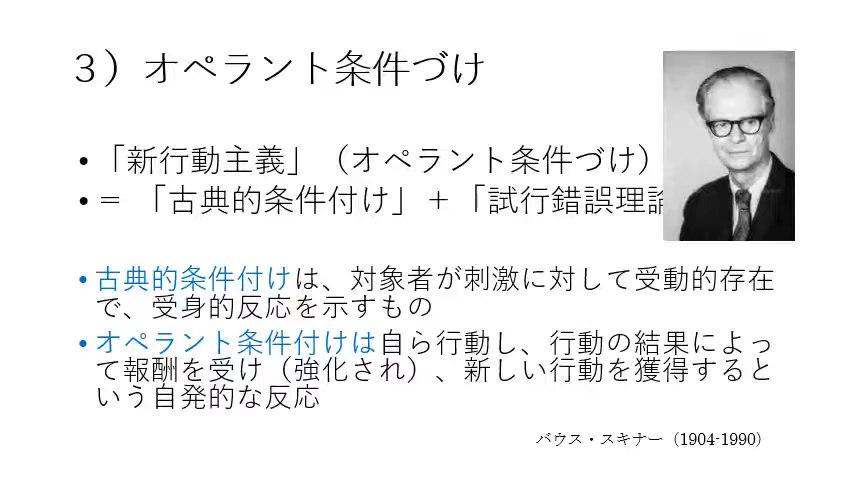 ３）オペラント条件づけ
•「新行動主義」（オペラント条件づけ）
•＝「古典的条件付け」＋「試行錯誤理
•古典的条件付けは、対象者が刺激に対して受動的存在
で、受身的反応を示すもの
•オペラント条件付けは自ら行動し、行動の結果によっ
て報酬を受け（強化され）、新しい行動を獲得すると
いう自発的な反応
バウス・スキナー（1904-1990）